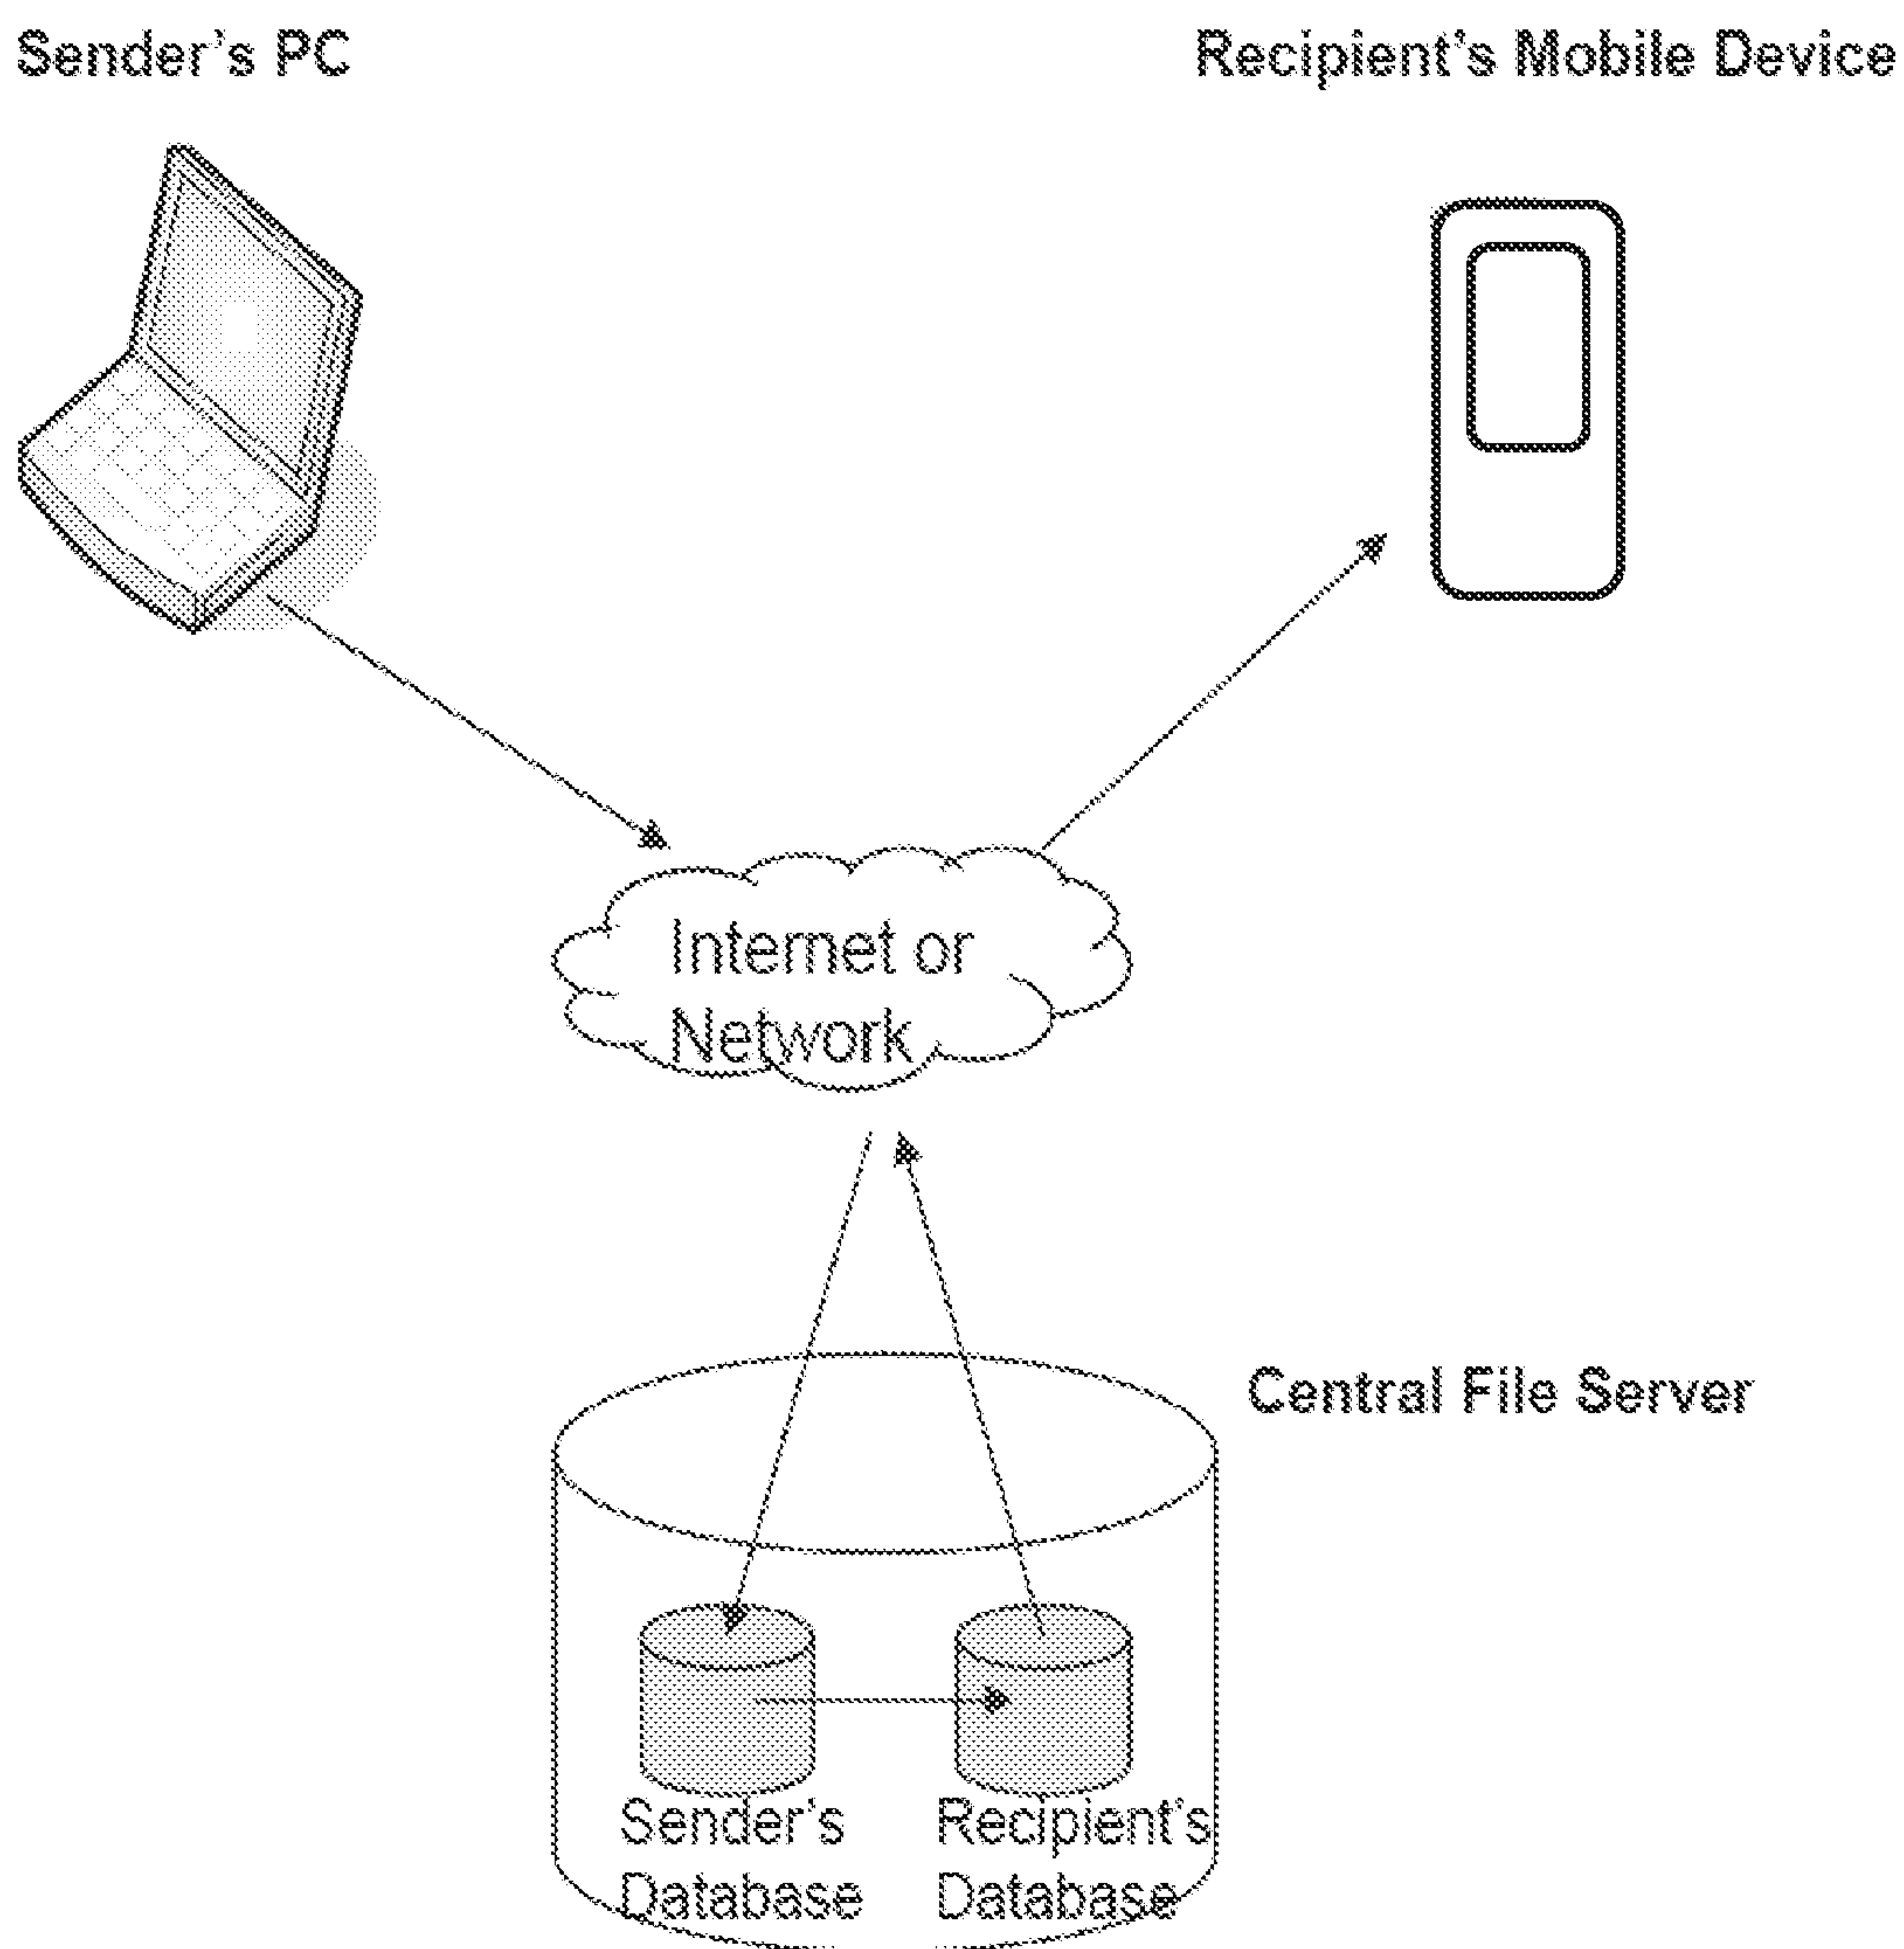 Sender's PC
Recipient's Mobile Device
Internet or
Network
Central File Server
Sender's
Database
Recipient's
Database